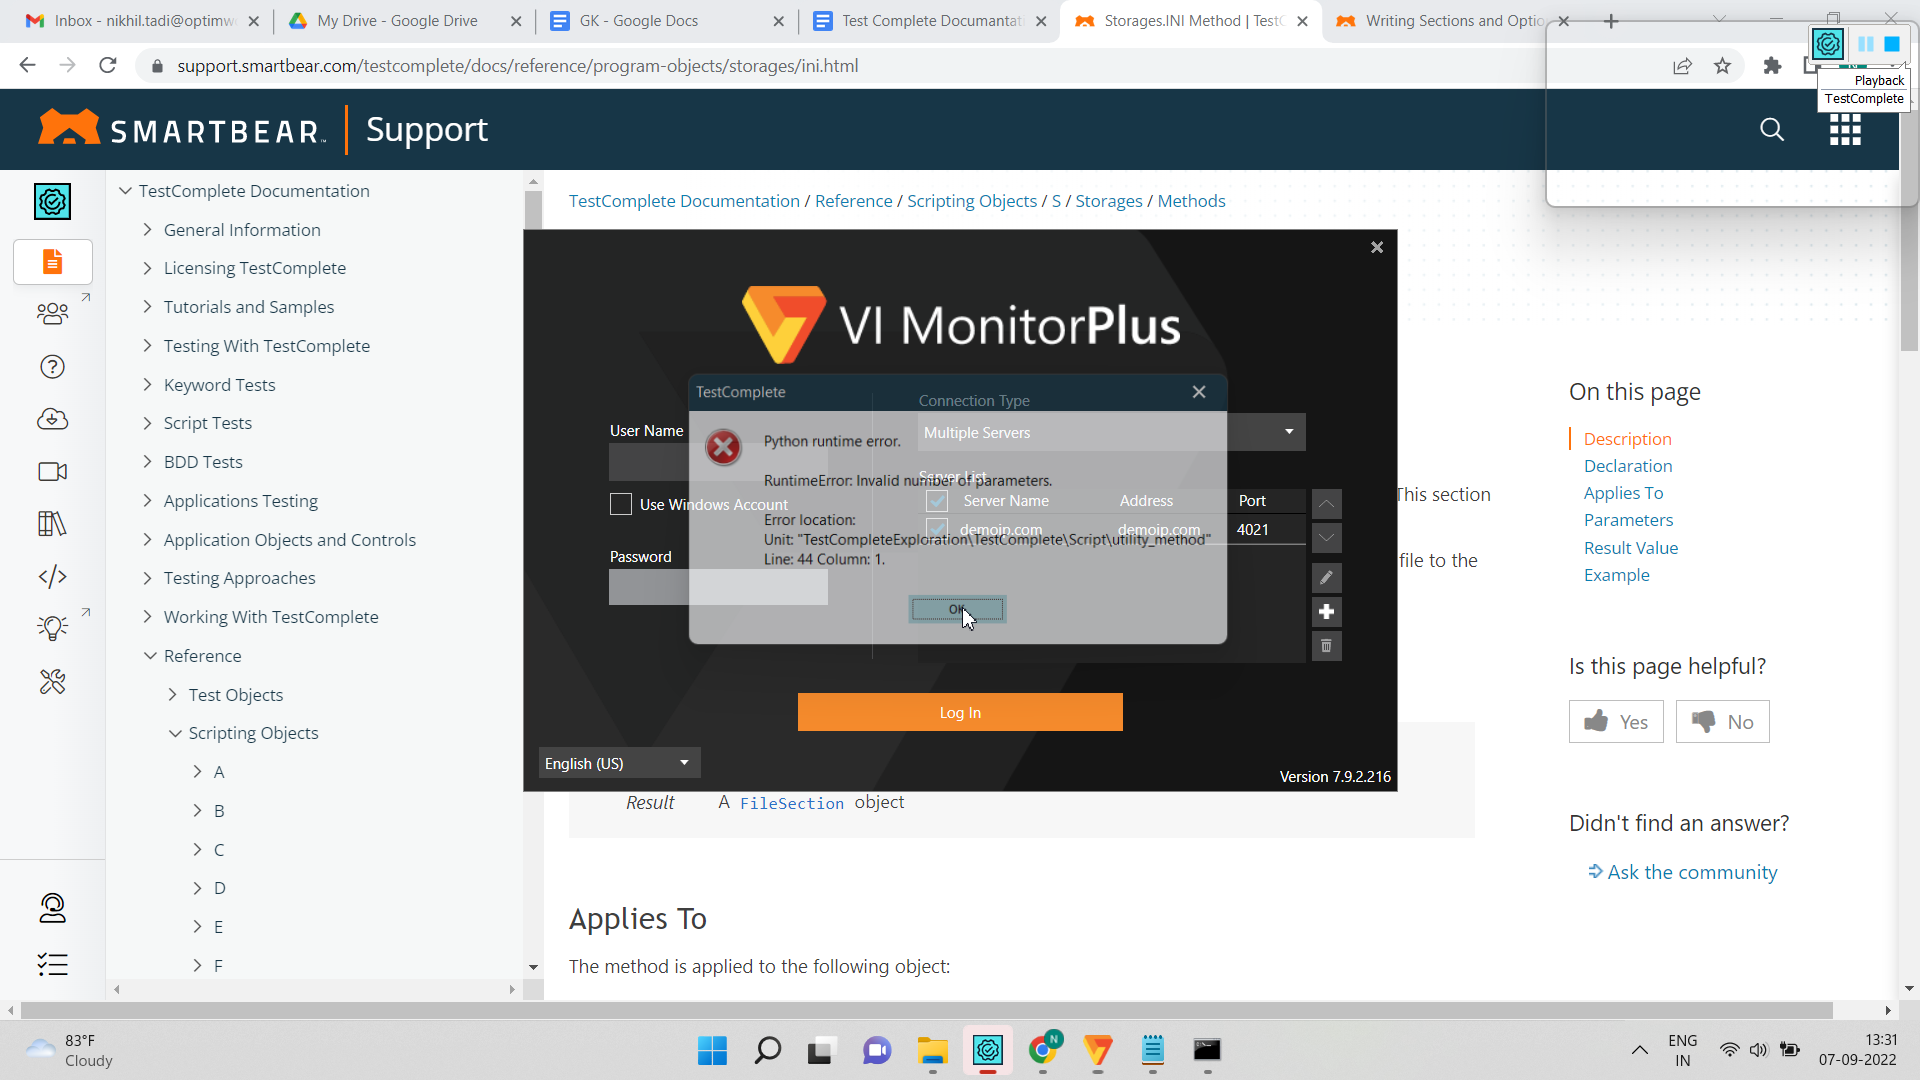 Inbox - nikhil.tadi@optimw
My Drive - Google Drive
GK - Google Docs
Test Complete Documantat
Storages.INI Method | TestC
Writing Sections and Optio
support.smartbear.com/testcomplete/docs/reference/program-objects/storages/ini.html
Playback
TestComplete
SMARTBEAR
Support
TestComplete Documentation
General Information
Licensing TestComplete
Tutorials and Samples
Testing With TestComplete
Keyword Tests
Script Tests
BDD Tests
Applications Testing
Application Objects and Controls
Testing Approaches
Working With TestComplete
Reference
Test Objects
Scripting Objects
A
B
C
D
E
F
TestComplete Documentation / Reference / Scripting Objects / S / Storages / Methods
VI MonitorPlus
User Name
Use Windows Account
Password
Connection Type
Multiple Servers
Server List
Server Name Address Port
demoip.com demoip.com 4021
TestComplete
Python runtime error.
RuntimeError: Invalid number of parameters.
Error location:
Unit: "TestCompleteExploration\TestComplete\Script\utility_method"
Line: 44 Column: 1.
OK
Log In
English (US)
Version 7.9.2.216
This section
file to the
Result A FileSection object
Applies To
The method is applied to the following object:
On this page
Description
Declaration
Applies To
Parameters
Result Value
Example
Is this page helpful?
Yes
No
Didn't find an answer?
Ask the community
83°F
Cloudy
N
ENG
IN
13:31
07-09-2022